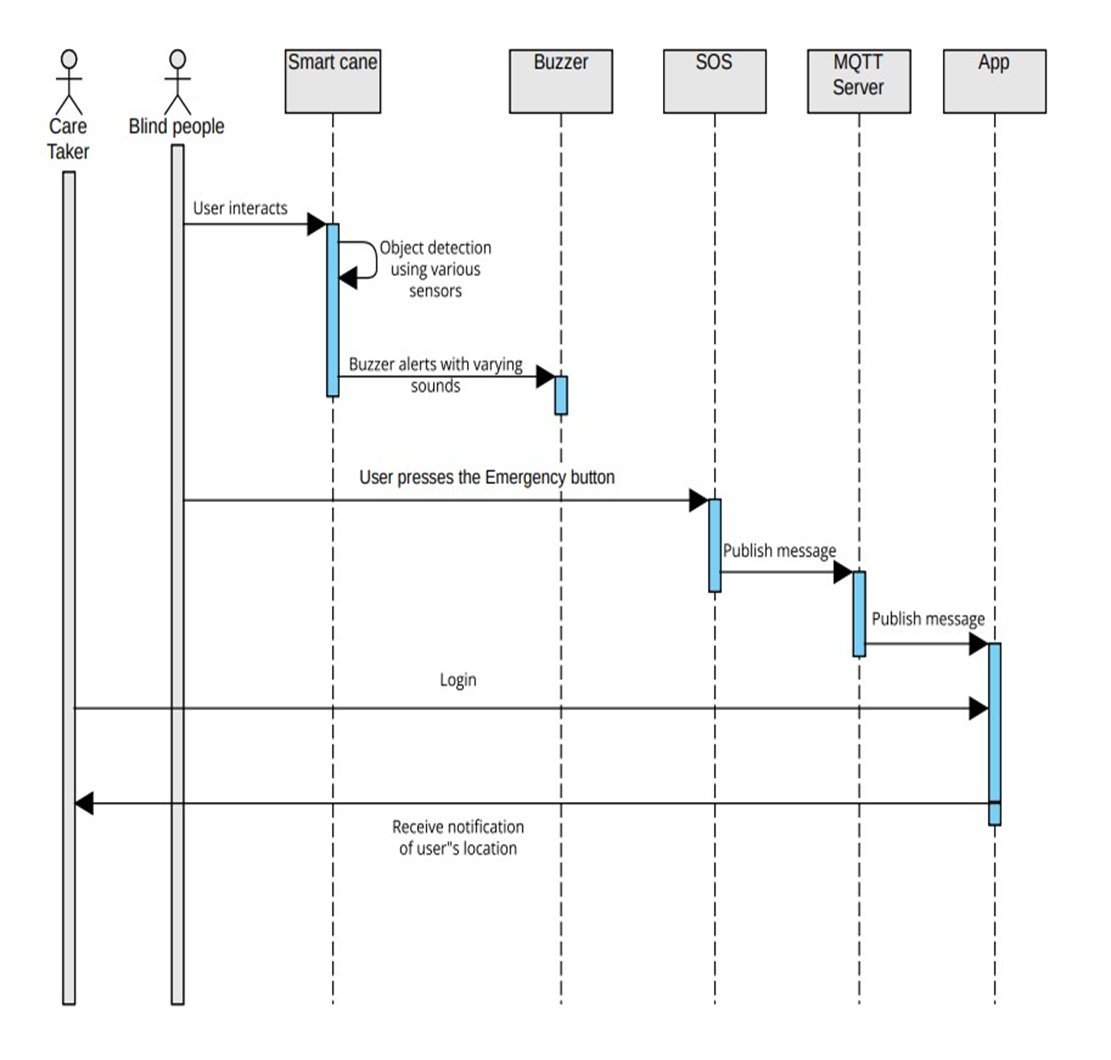 Smart cane
Buzzer
SOS
MQTT
Server
App
Care
Taker
Blind people
User interacts
Object detection
using various
sensors
Buzzer alerts with varying
sounds
User presses the Emergency button
Publish message
Publish message
Login
Receive notification
of user"s location